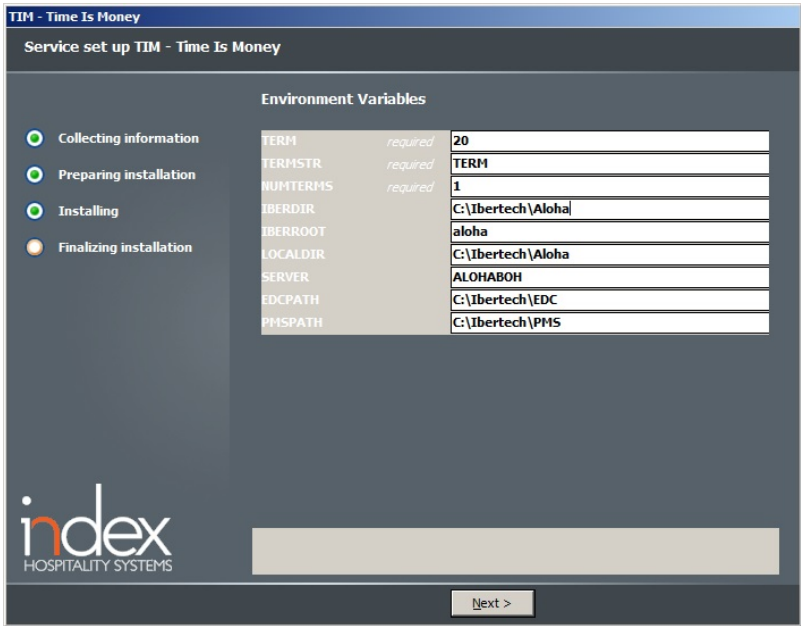 TIM - Time Is Money
Service set up TIM - Time Is Money
Environment Variables
Collecting information
Preparing installation
Installing
Finalizing installation
TERM required 20
TERMSTR required TERM
NUMTERMS required 1
IBERDIR C:\Ibertech\Aloha
IBERROOT aloha
LOCALDIR C:\Ibertech\Aloha
SERVER ALOHABOH
EDCPATH C:\Ibertech\EDC
PMSPATH C:\Ibertech\PMS
index
HOSPITALITY SYSTEMS
Next >